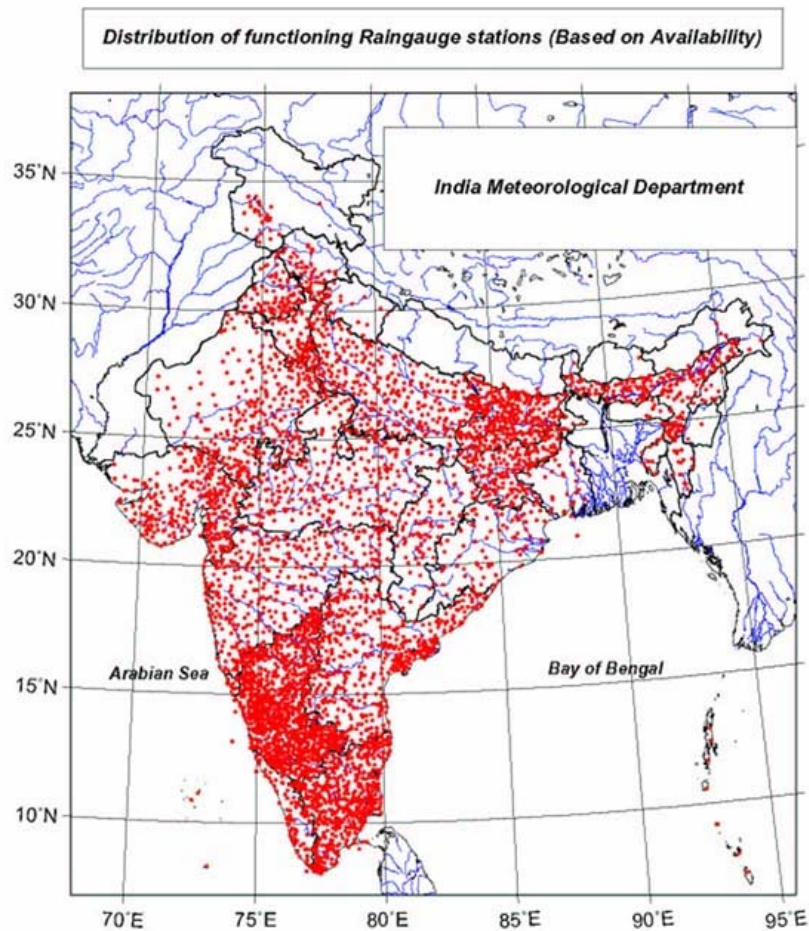 Distribution of functioning Raingauge stations (Based on Availability)
India Meteorological Department
35°N
30°N
25°N
20°N
Arabian Sea
Bay of Bengal
15°N
10°N
70°E
75°E
80°E
85°E
90°E
95°E